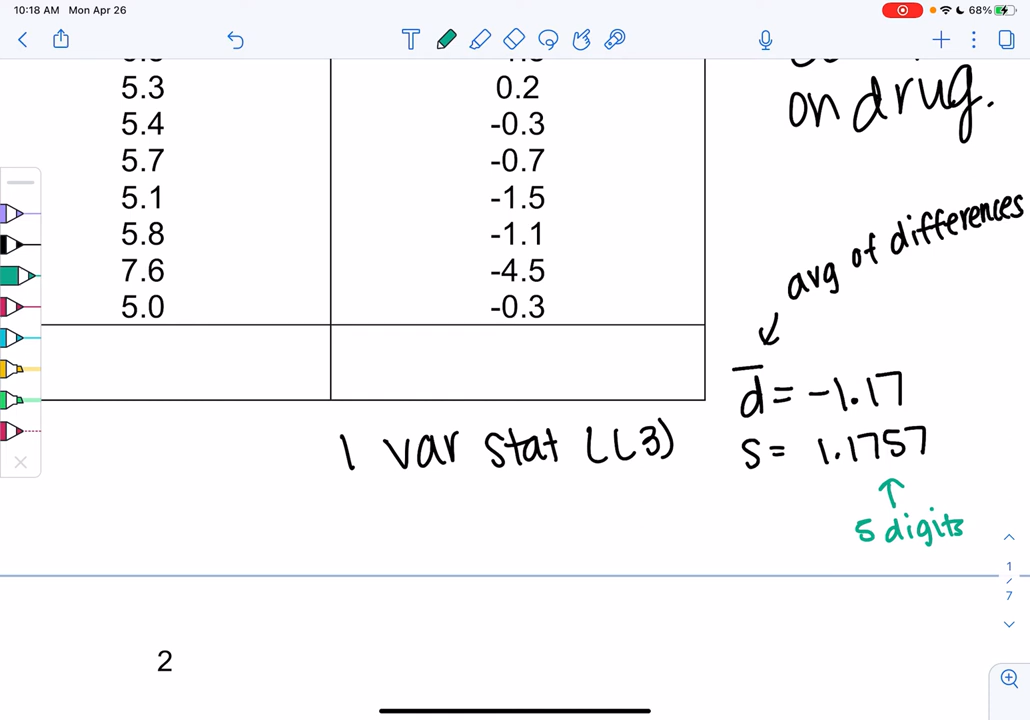 10:18 AM Mon Apr 26
68%
on drug.
5.3 0.2
5.4 -0.3
5.7 -0.7
5.1 -1.5
5.8 -1.1
7.6 -4.5
5.0 -0.3
avg of differences
d̅ = -1.17
1 var stat (L3)
s = 1.1757
5 digits
1
/
7
2